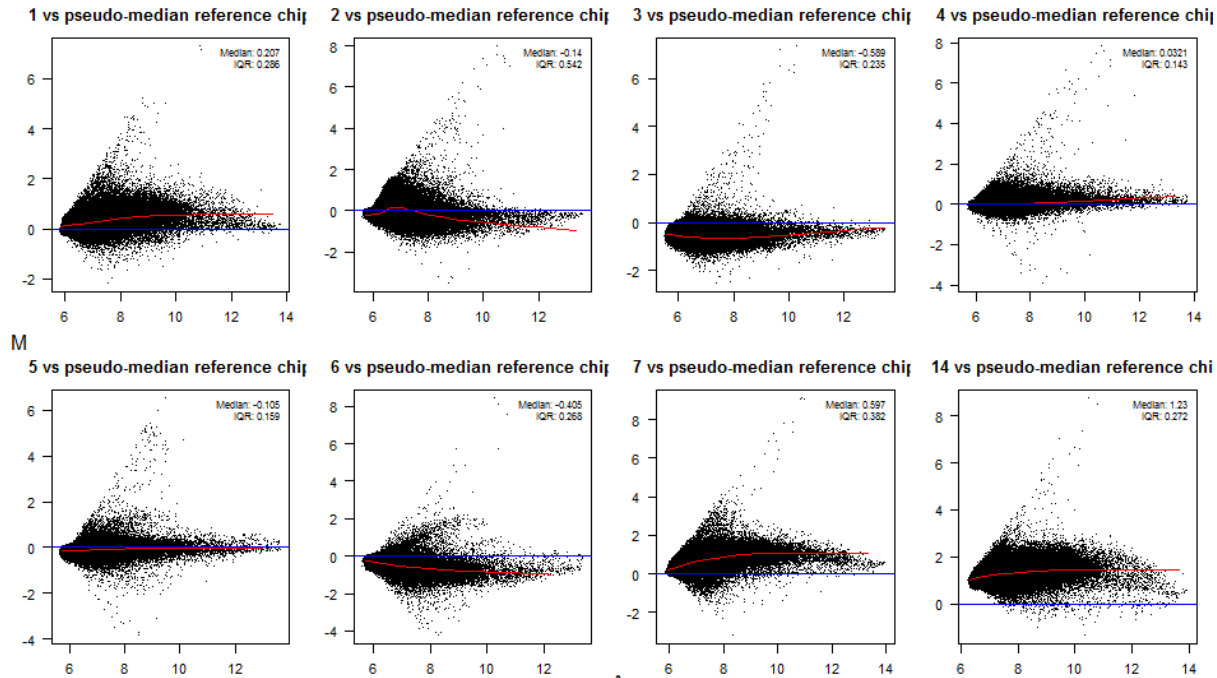 1 vs pseudo-median reference chip
2 vs pseudo-median reference chip
3 vs pseudo-median reference chip
4 vs pseudo-median reference chip
Median: 0.207
IQR: 0.286
6
4
2
0
-2
6 8 10 12 14
Median: -0.14
IQR: 0.542
8
6
4
2
0
-2
6 8 10 12
Median: -0.589
IQR: 0.235
8
6
4
2
0
-2
6 8 10 12
Median: 0.0321
IQR: 0.143
8
6
4
2
0
-2
-4
6 8 10 12 14
M
5 vs pseudo-median reference chip
6 vs pseudo-median reference chip
7 vs pseudo-median reference chip
14 vs pseudo-median reference chi
Median: -0.105
IQR: 0.159
6
4
2
0
-2
-4
6 8 10 12
Median: -0.405
IQR: 0.268
8
6
4
2
0
-2
-4
6 8 10 12
Median: 0.597
IQR: 0.382
8
6
4
2
0
-2
6 8 10 12 14
Median: 1.23
IQR: 0.272
8
6
4
2
0
6 8 10 12 14